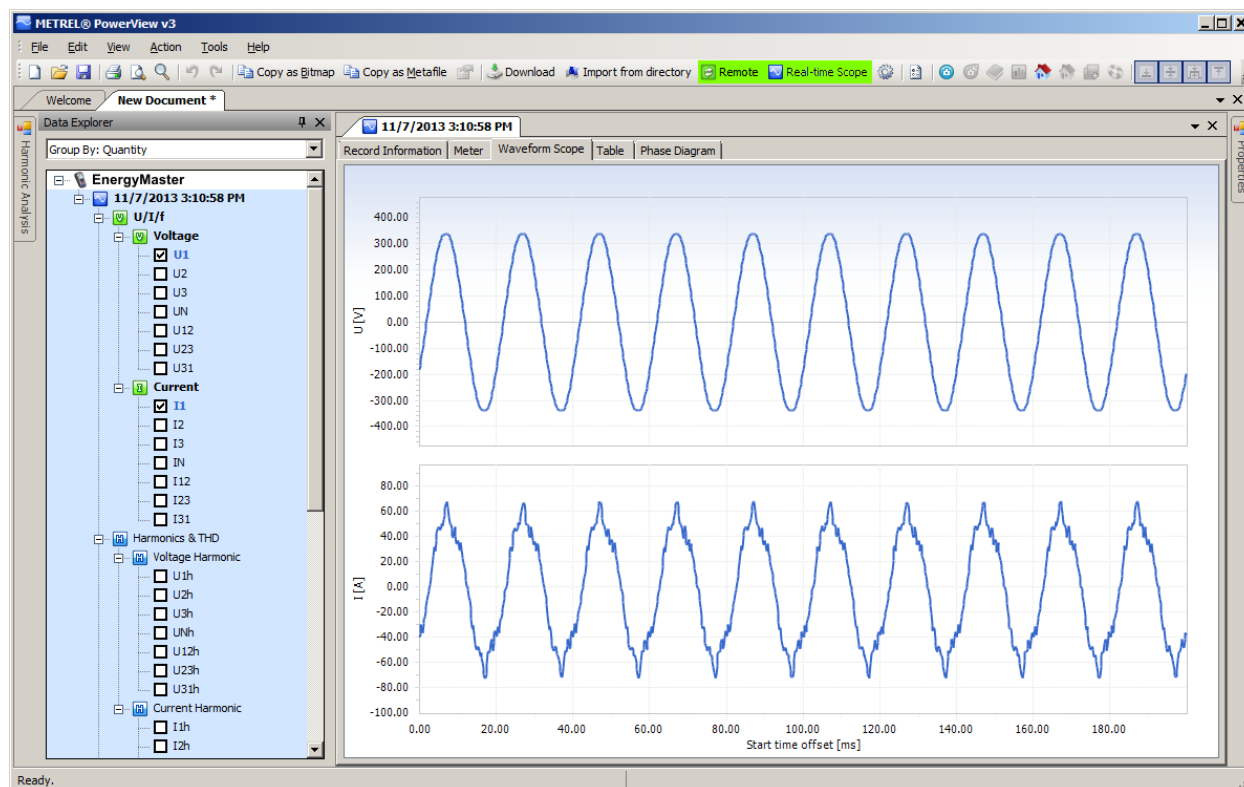 METREL® PowerView v3
File Edit View Action Tools Help
Copy as Bitmap Copy as Metafile Download Import from directory Remote Real-time Scope
Welcome New Document *
Harmonic Analysis
Data Explorer
Group By: Quantity
EnergyMaster
11/7/2013 3:10:58 PM
U/I/f
Voltage
U1
U2
U3
UN
U12
U23
U31
Current
I1
I2
I3
IN
I12
I23
I31
Harmonics & THD
Voltage Harmonic
U1h
U2h
U3h
UNh
U12h
U23h
U31h
Current Harmonic
I1h
I2h
11/7/2013 3:10:58 PM
Record Information Meter Waveform Scope Table Phase Diagram
U [V]
400.00
300.00
200.00
100.00
0.00
-100.00
-200.00
-300.00
-400.00
I [A]
80.00
60.00
40.00
20.00
0.00
-20.00
-40.00
-60.00
-80.00
-100.00
0.00 20.00 40.00 60.00 80.00 100.00 120.00 140.00 160.00 180.00
Start time offset [ms]
Properties
Ready.